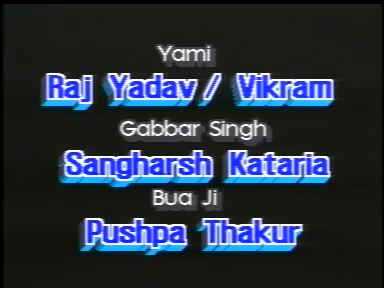 Yami
Raj Yadav / Vikram
Gabbar Singh
Sangharsh Kataria
Bua Ji
Pushpa Thakur